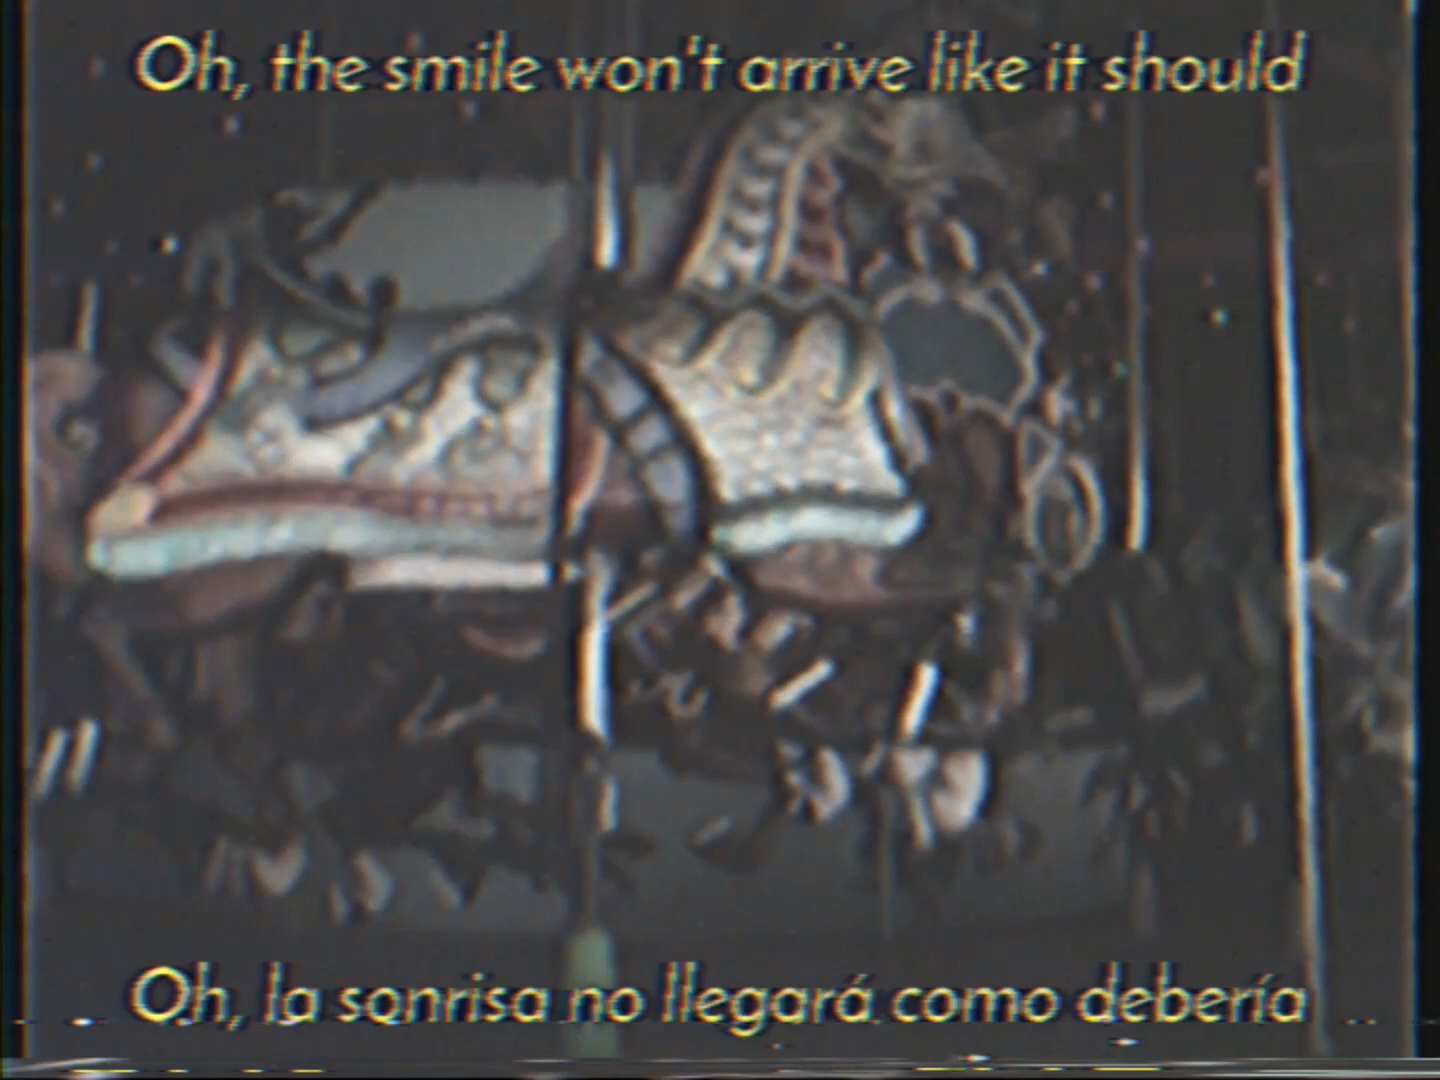 Oh, the smile won't arrive like it should
Oh, la sonrisa no llegará como debería